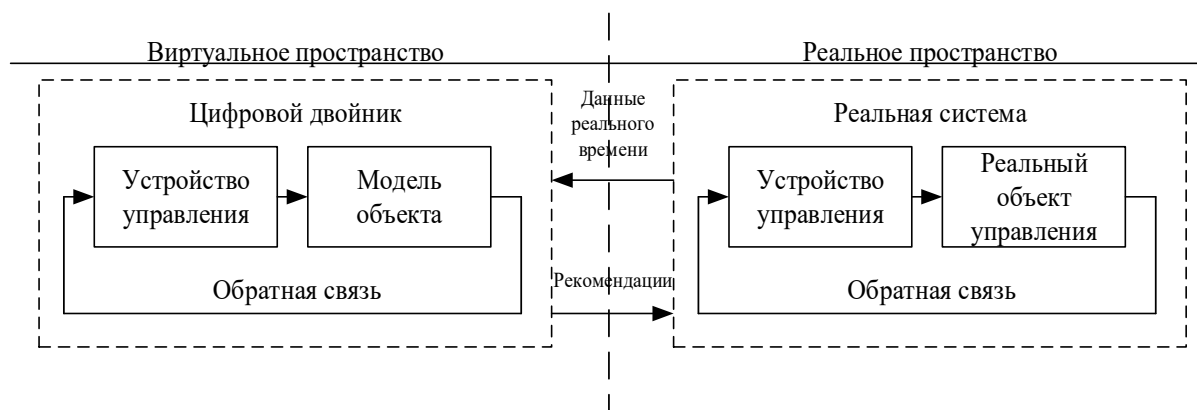 Виртуальное пространство
Реальное пространство
Цифровой двойник
Данные
реального
времени
Реальная система
Устройство
управления
Модель
объекта
Устройство
управления
Реальный
объект
управления
Обратная связь
Рекомендации
Обратная связь